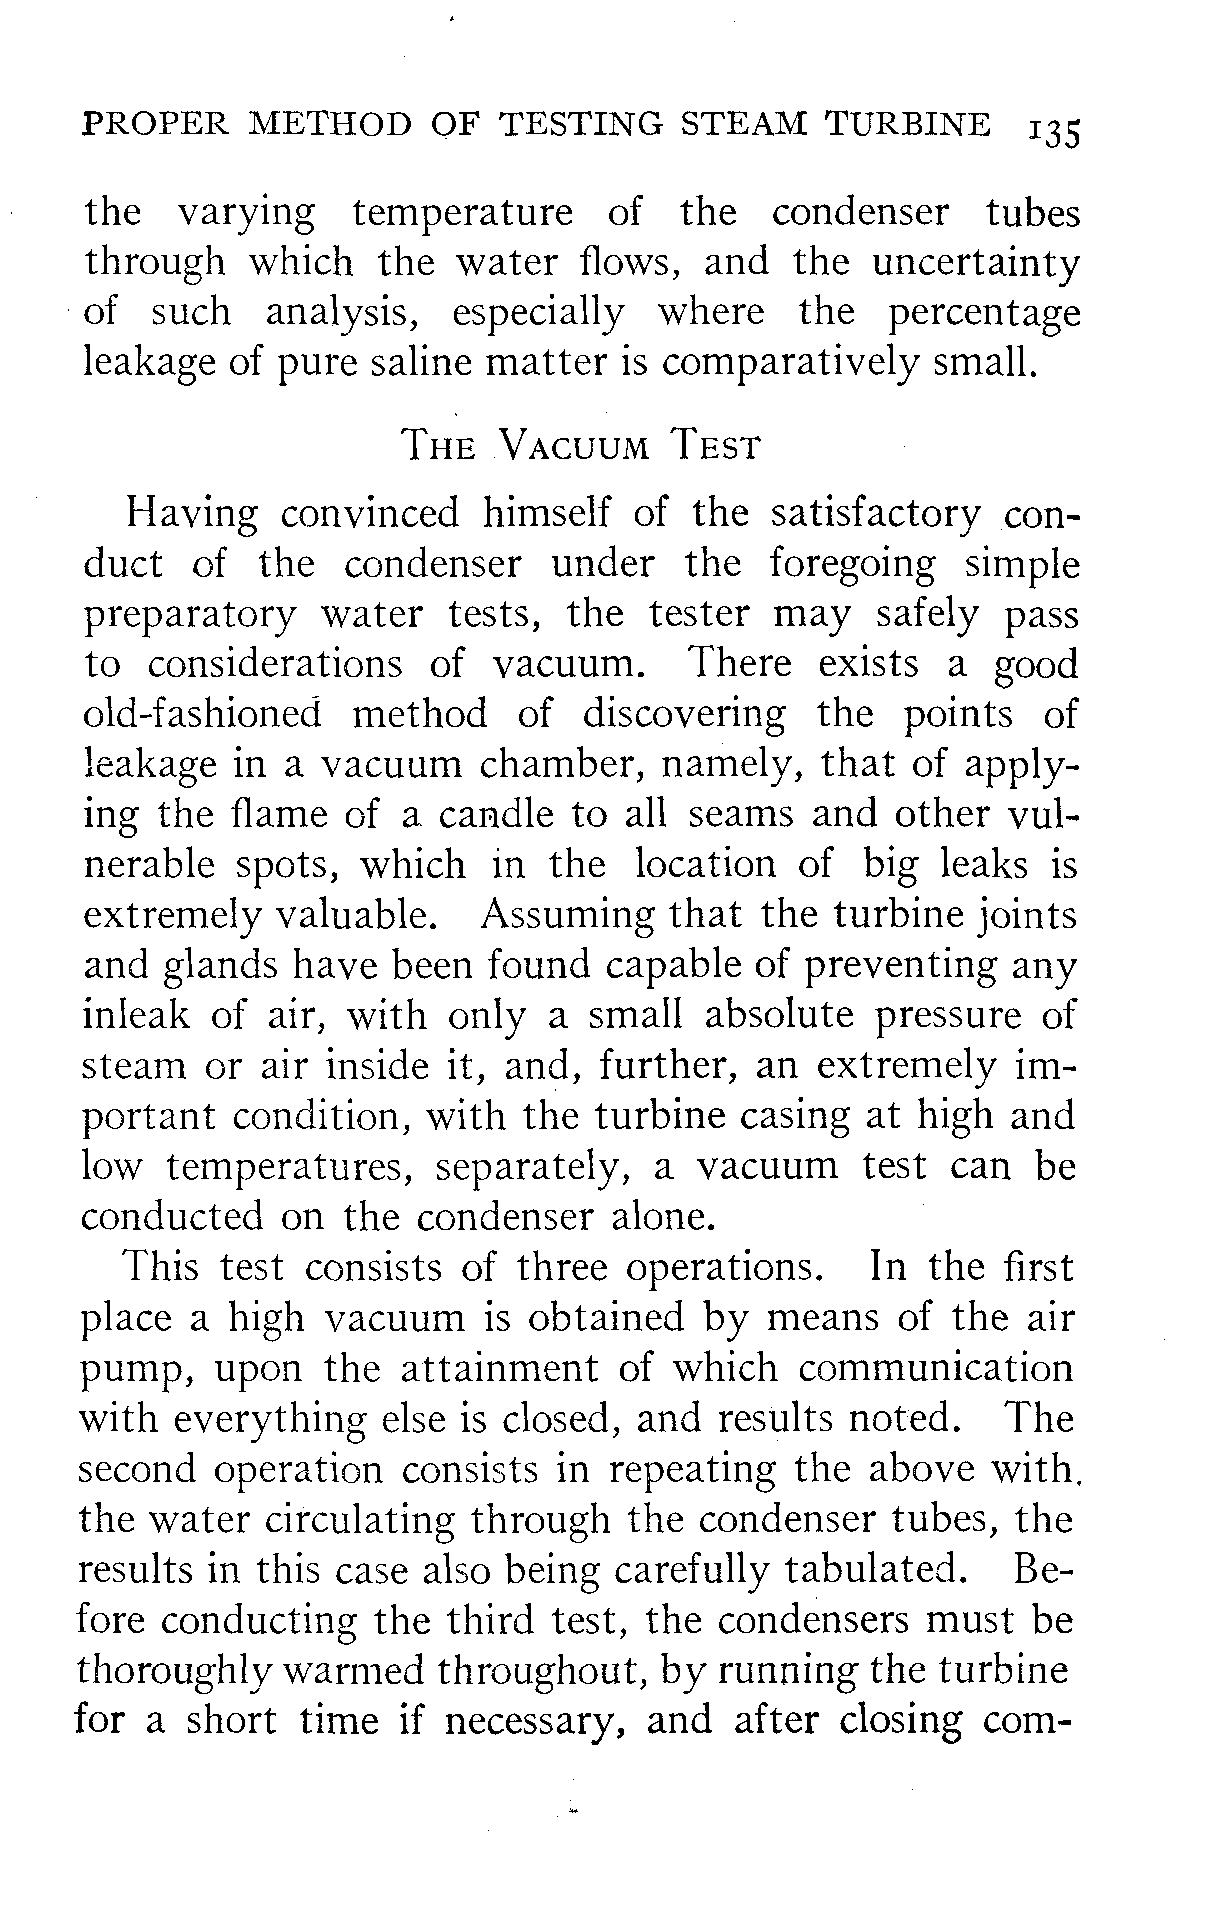 PROPER METHOD OF TESTING STEAM TURBINE 135
the varying temperature of the condenser tubes
through which the water flows, and the uncertainty
of such analysis, especially where the percentage
leakage of pure saline matter is comparatively small.
THE VACUUM TEST
Having convinced himself of the satisfactory con-
duct of the condenser under the foregoing simple
preparatory water tests, the tester may safely pass
to considerations of vacuum. There exists a good
old-fashioned method of discovering the points of
leakage in a vacuum chamber, namely, that of apply-
ing the flame of a candle to all seams and other vul-
nerable spots, which in the location of big leaks is
extremely valuable. Assuming that the turbine joints
and glands have been found capable of preventing any
inleak of air, with only a small absolute pressure of
steam or air inside it, and, further, an extremely im-
portant condition, with the turbine casing at high and
low temperatures, separately, a vacuum test can be
conducted on the condenser alone.
This test consists of three operations. In the first
place a high vacuum is obtained by means of the air
pump, upon the attainment of which communication
with everything else is closed, and results noted. The
second operation consists in repeating the above with.
the water circulating through the condenser tubes, the
results in this case also being carefully tabulated. Be-
fore conducting the third test, the condensers must be
thoroughly warmed throughout, by running the turbine
for a short time if necessary, and after closing com-